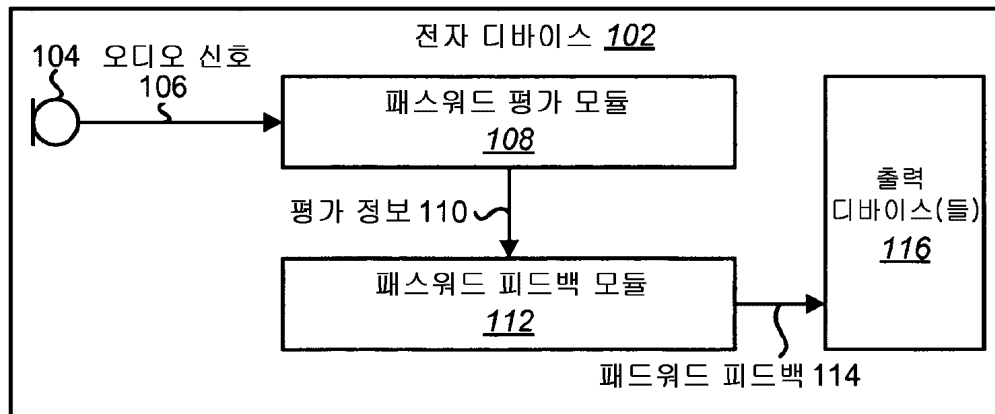 전자 디바이스 102
104
오디오 신호
106
패스워드 평가 모듈
108
평가 정보 110
패스워드 피드백 모듈
112
출력
디바이스(들)
116
패드워드 피드백 114